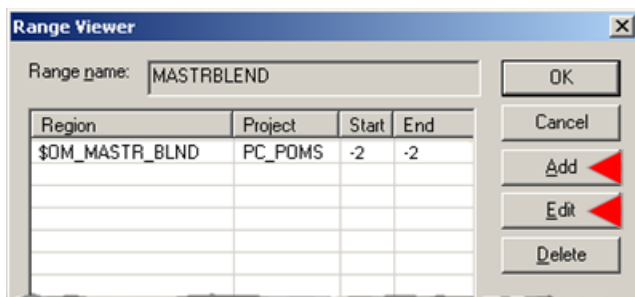 Range Viewer
Range name: MASTRBLEND
OK
Cancel
Region Project Start End
$OM_MASTR_BLND PC_POMS -2 -2
Add
Edit
Delete